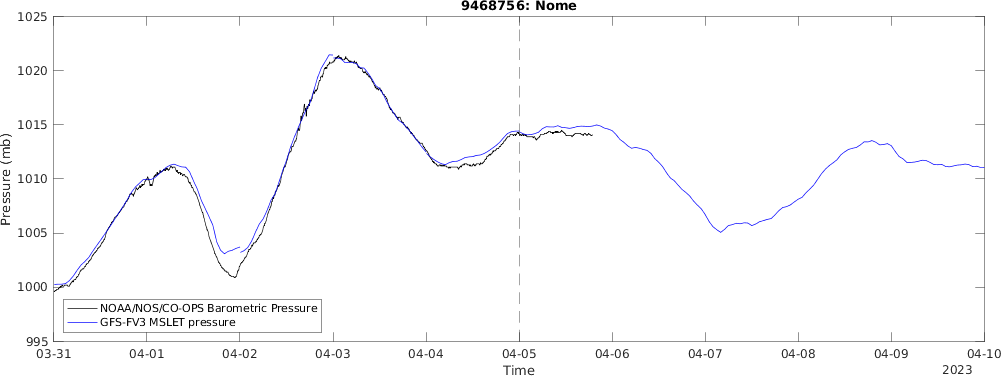 9468756: Nome
1025
1020
1015
1010
1005
1000
995
Pressure (mb)
NOAA/NOS/CO-OPS Barometric Pressure
GFS-FV3 MSLET pressure
03-31 04-01 04-02 04-03 04-04 04-05 04-06 04-07 04-08 04-09 04-10
Time
2023